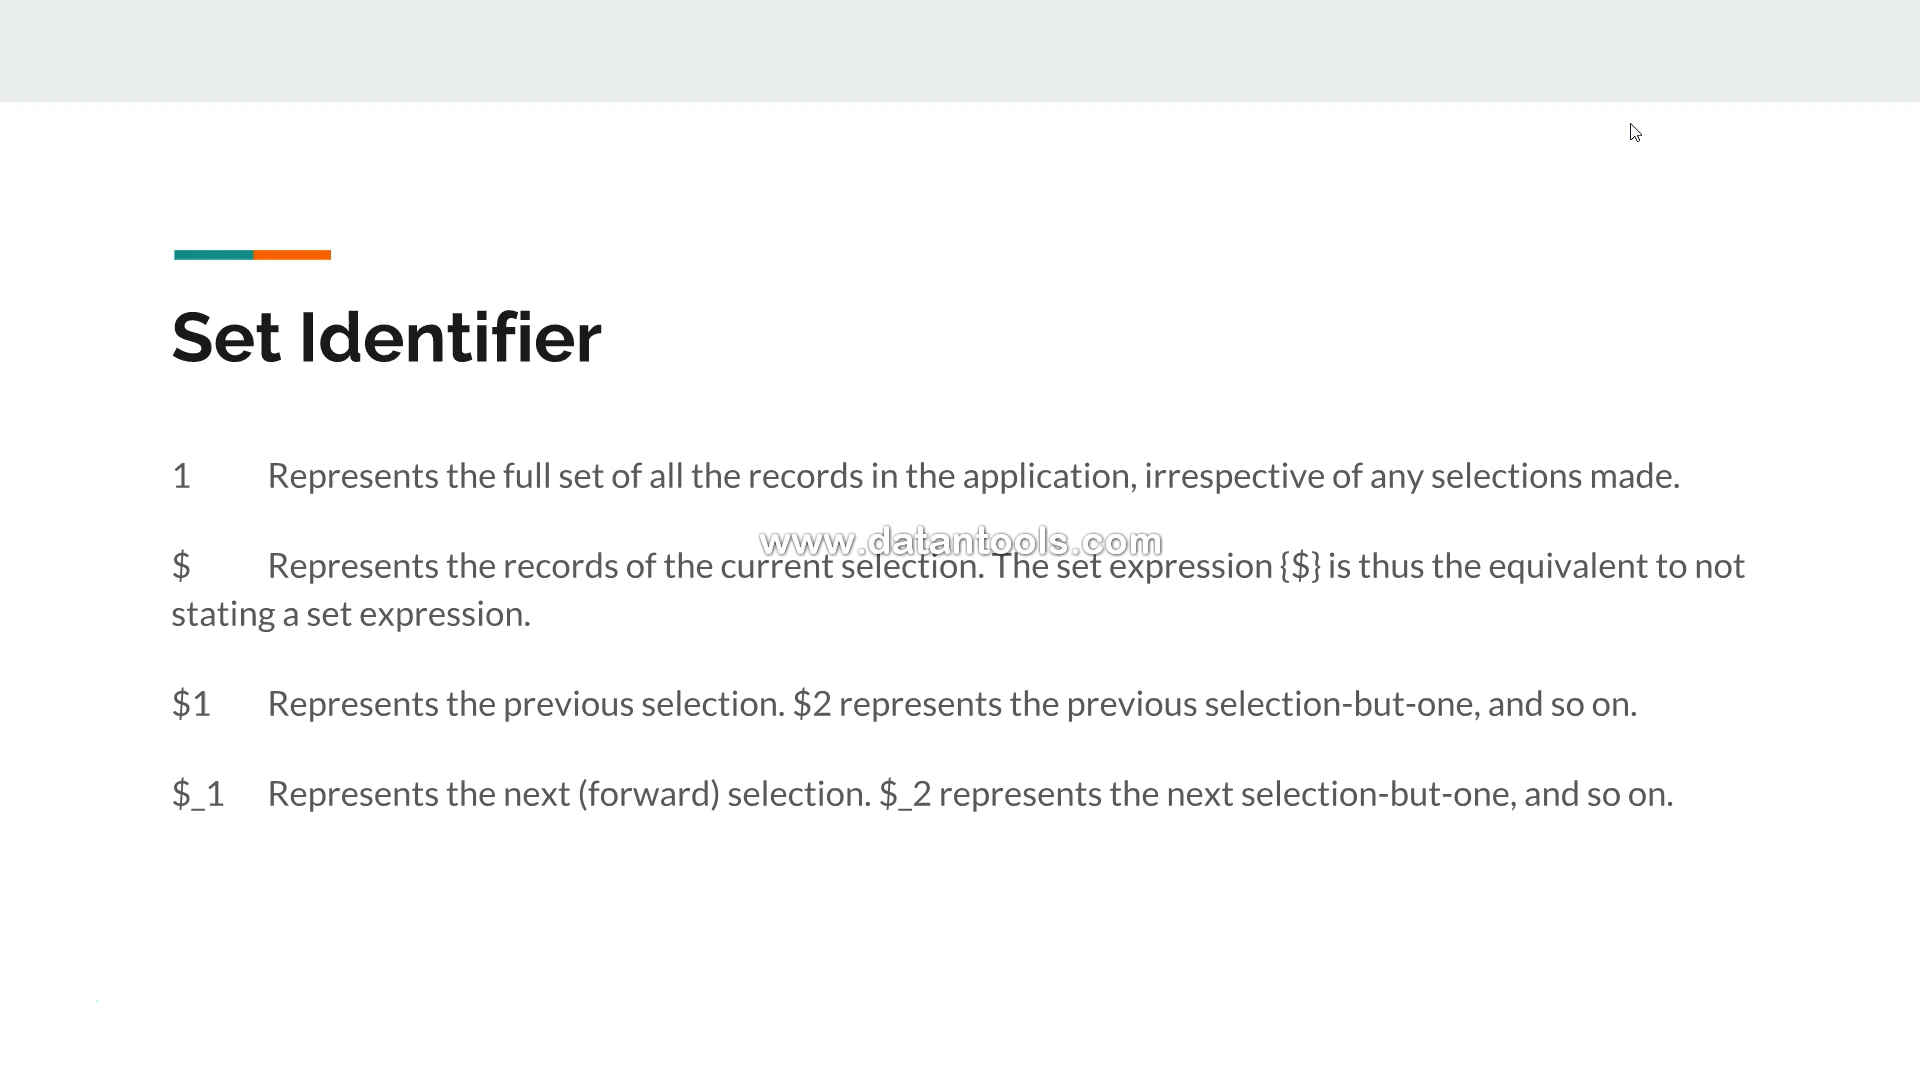 Set Identifier
1 Represents the full set of all the records in the application, irrespective of any selections made.
www.datantools.com
$ Represents the records of the current selection. The set expression {$} is thus the equivalent to not
stating a set expression.
$1 Represents the previous selection. $2 represents the previous selection-but-one, and so on.
$_1 Represents the next (forward) selection. $_2 represents the next selection-but-one, and so on.